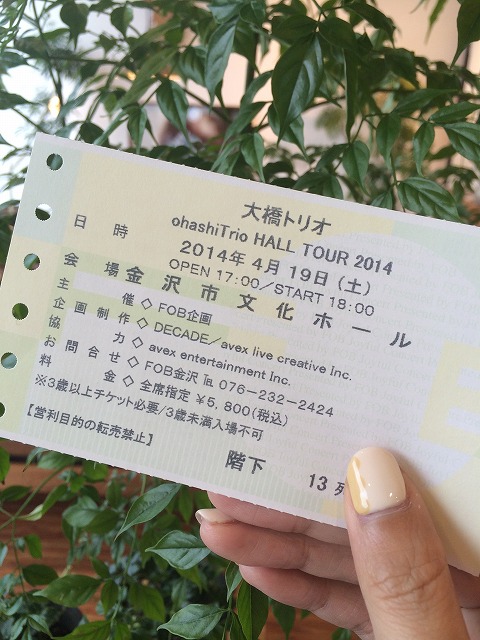 大橋トリオ
ohashiTrio HALL TOUR 2014
日時 2014年 4月 19日 (土)
OPEN 17:00／START 18:00
会場 金沢市文化ホール
主催 ◇ FOB企画
企画制作 ◇ DECADE／avex live creative Inc.
協力 ◇ avex entertainment Inc.
お問合せ ◇ FOB金沢 ℡ 076-232-2424
料金 ◇ 全席指定 ¥5,800(税込)
※3歳以上チケット必要/3歳未満入場不可
【営利目的の転売禁止】
階下 13